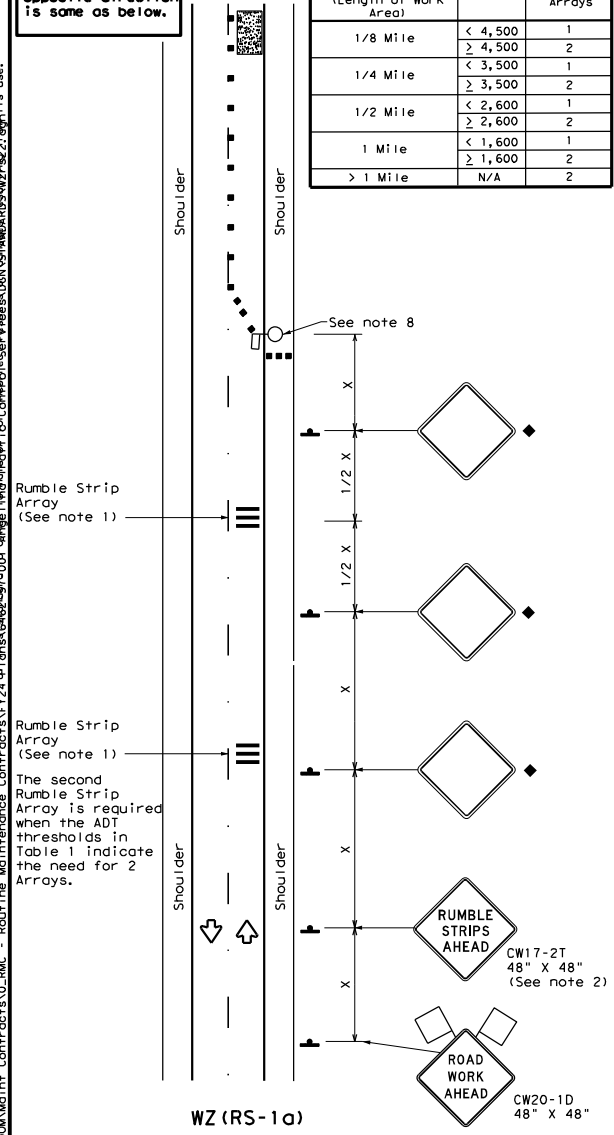 opposite direction
is same as below.
(Length of Work
Area)
Arrays
1/8 Mile
< 4,500
1
≥ 4,500
2
1/4 Mile
< 3,500
1
≥ 3,500
2
1/2 Mile
< 2,600
1
≥ 2,600
2
1 Mile
< 1,600
1
≥ 1,600
2
> 1 Mile
N/A
2
Shoulder
Shoulder
See note 8
X
1/2 X
Rumble Strip
Array
(See note 1)
1/2 X
X
Rumble Strip
Array
(See note 1)
The second
Rumble Strip
Array is required
when the ADT
thresholds in
Table 1 indicate
the need for 2
Arrays.
X
Shoulder
Shoulder
RUMBLE
STRIPS
AHEAD
CW17-2T
48" X 48"
(See note 2)
X
ROAD
WORK
AHEAD
CW20-1D
48" X 48"
WZ(RS-1a)